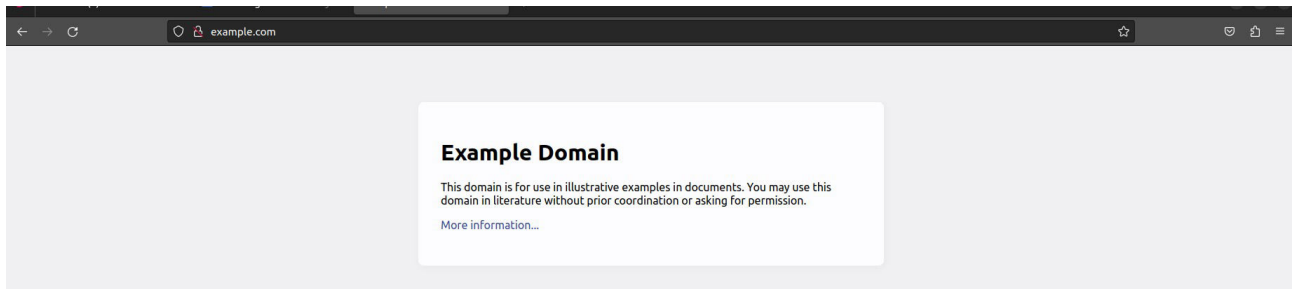 example.com
Example Domain
This domain is for use in illustrative examples in documents. You may use this
domain in literature without prior coordination or asking for permission.
More information...